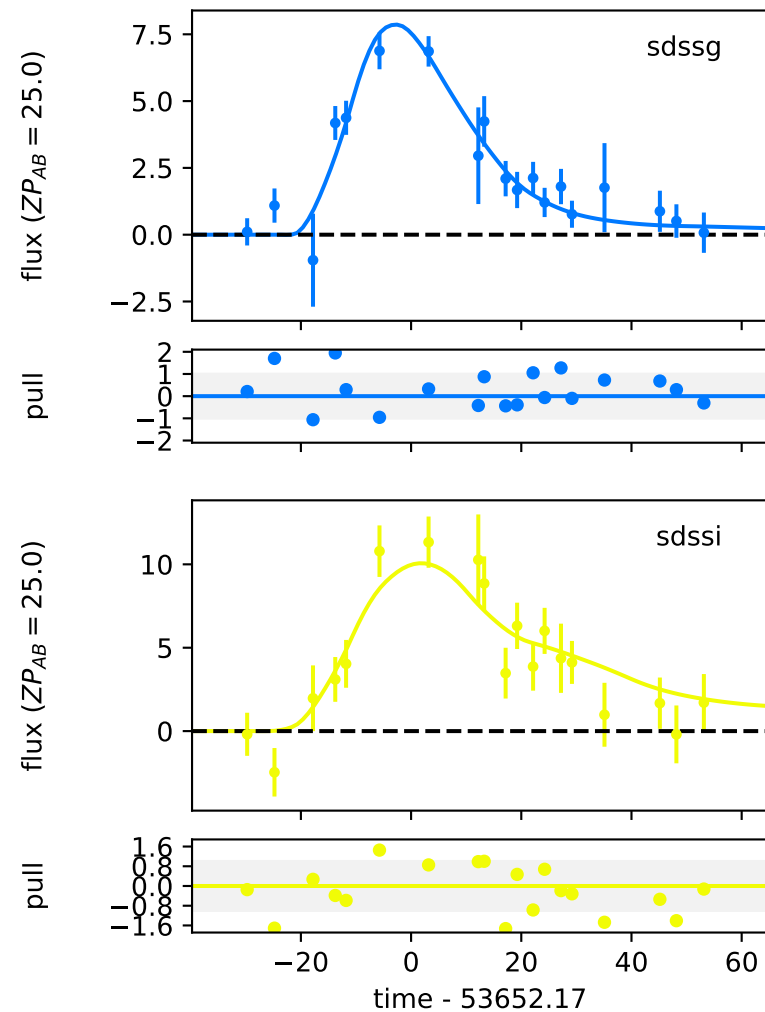 sdssg
flux (ZP_AB = 25.0)
7.5
5.0
2.5
0.0
−2.5
pull
2
1
0
−1
−2
sdssi
flux (ZP_AB = 25.0)
10
5
0
pull
1.6
0.8
0.0
−0.8
−1.6
−20 0 20 40 60
time - 53652.17